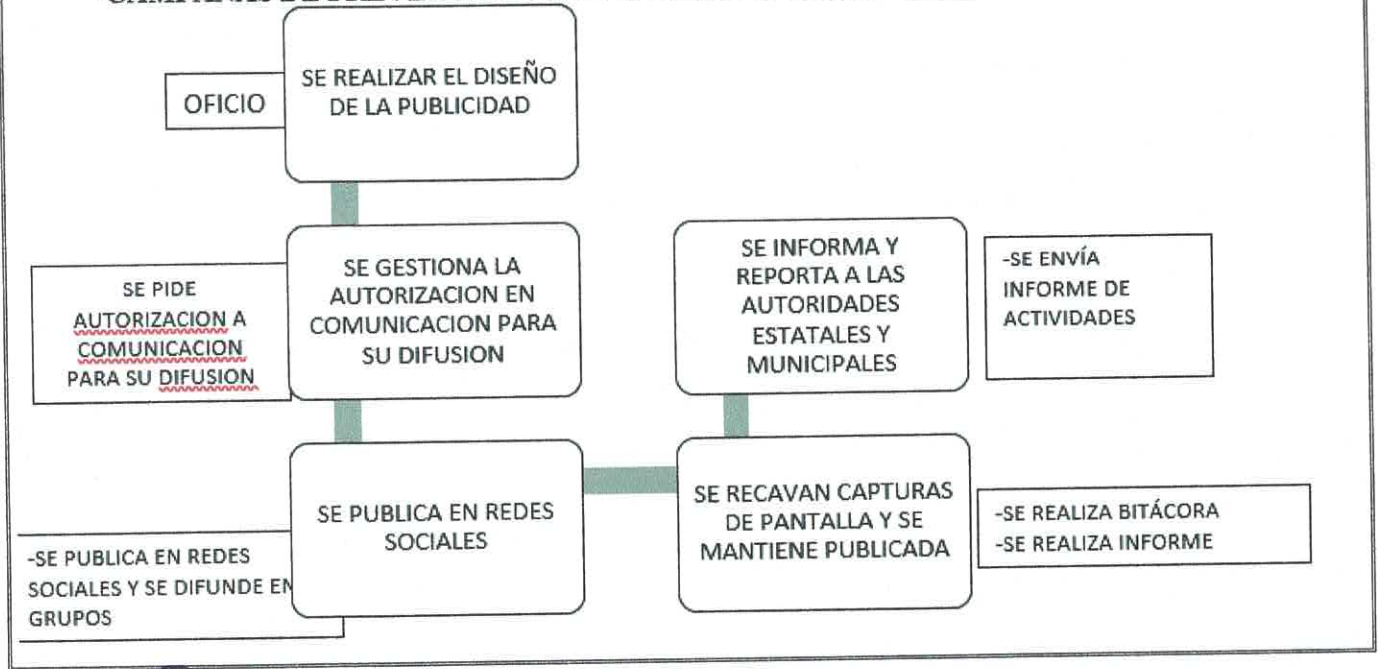 CAMPAÑAS DE
OFICIO
SE REALIZAR EL DISEÑO
DE LA PUBLICIDAD
SE PIDE
AUTORIZACION A
COMUNICACION
PARA SU DIFUSION
SE GESTIONA LA
AUTORIZACION EN
COMUNICACION PARA
SU DIFUSION
-SE PUBLICA EN REDES
SOCIALES Y SE DIFUNDE EN
GRUPOS
SE PUBLICA EN REDES
SOCIALES
SE RECAVAN CAPTURAS
DE PANTALLA Y SE
MANTIENE PUBLICADA
-SE REALIZA BITÁCORA
-SE REALIZA INFORME
SE INFORMA Y
REPORTA A LAS
AUTORIDADES
ESTATALES Y
MUNICIPALES
-SE ENVÍA
INFORME DE
ACTIVIDADES